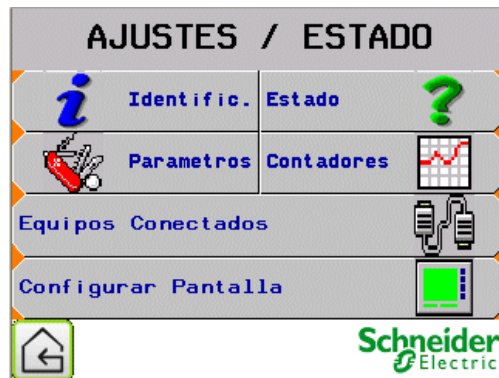 AJUSTES / ESTADO
Identific. Estado
Parametros Contadores
Equipos Conectados
Configurar Pantalla
Schneider
Electric